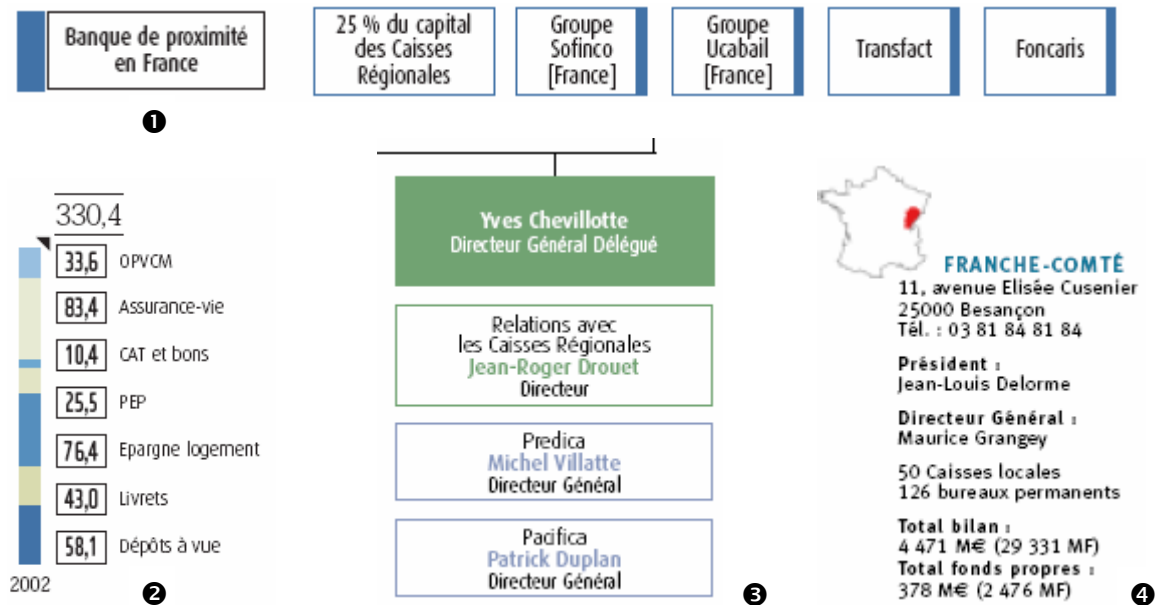 Banque de proximité
en France
25 % du capital
des Caisses
Régionales
Groupe
Sofinco
[France]
Groupe
Ucabail
[France]
Transfact
Foncaris
❶
330,4
33,6 OPVCM
83,4 Assurance-vie
10,4 CAT et bons
25,5 PEP
76,4 Epargne logement
43,0 Livrets
58,1 Dépôts à vue
2002
❷
Yves Chevillotte
Directeur Général Délégué
Relations avec
les Caisses Régionales
Jean-Roger Drouet
Directeur
Predica
Michel Villatte
Directeur Général
Pacifica
Patrick Duplan
Directeur Général
❸
FRANCHE-COMTÉ
11, avenue Elisée Cusenier
25000 Besançon
Tél. : 03 81 84 81 84
Président :
Jean-Louis Delorme
Directeur Général :
Maurice Grangey
50 Caisses locales
126 bureaux permanents
Total bilan :
4 471 M€ (29 331 MF)
Total fonds propres :
378 M€ (2 476 MF)
❹